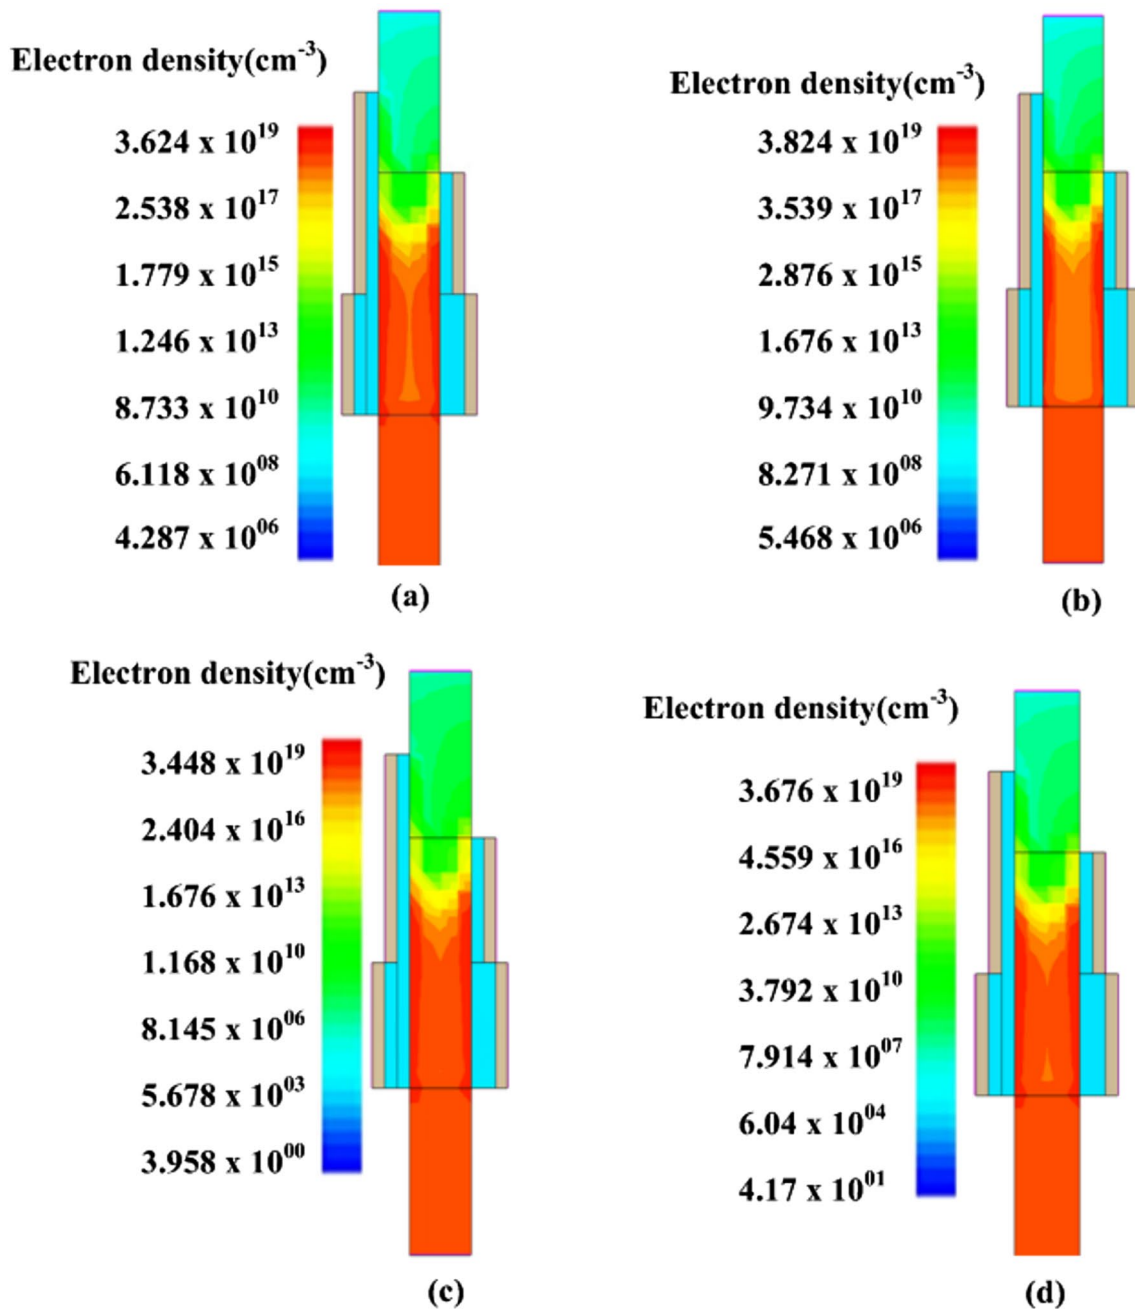 Electron density(cm⁻³)
3.624 x 10¹⁹
2.538 x 10¹⁷
1.779 x 10¹⁵
1.246 x 10¹³
8.733 x 10¹⁰
6.118 x 10⁰⁸
4.287 x 10⁰⁶
(a)
Electron density(cm⁻³)
3.824 x 10¹⁹
3.539 x 10¹⁷
2.876 x 10¹⁵
1.676 x 10¹³
9.734 x 10¹⁰
8.271 x 10⁰⁸
5.468 x 10⁰⁶
(b)
Electron density(cm⁻³)
3.448 x 10¹⁹
2.404 x 10¹⁶
1.676 x 10¹³
1.168 x 10¹⁰
8.145 x 10⁰⁶
5.678 x 10⁰³
3.958 x 10⁰⁰
(c)
Electron density(cm⁻³)
3.676 x 10¹⁹
4.559 x 10¹⁶
2.674 x 10¹³
3.792 x 10¹⁰
7.914 x 10⁰⁷
6.04 x 10⁰⁴
4.17 x 10⁰¹
(d)